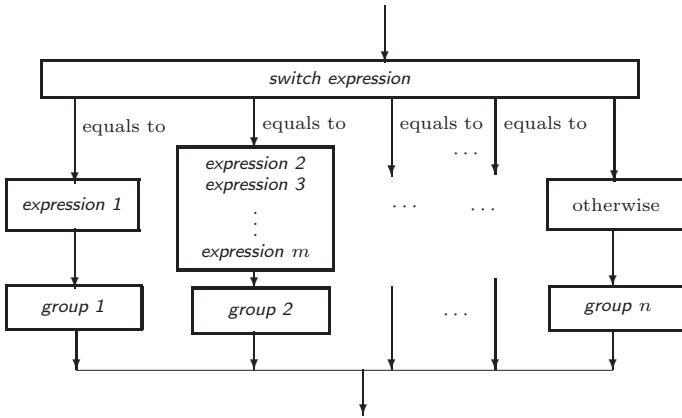 switch expression
equals to
equals to
equals to
equals to
. . .
expression 2
expression 3
.
.
.
expression m
expression 1
. . .
. . .
otherwise
group 1
group 2
. . .
group n